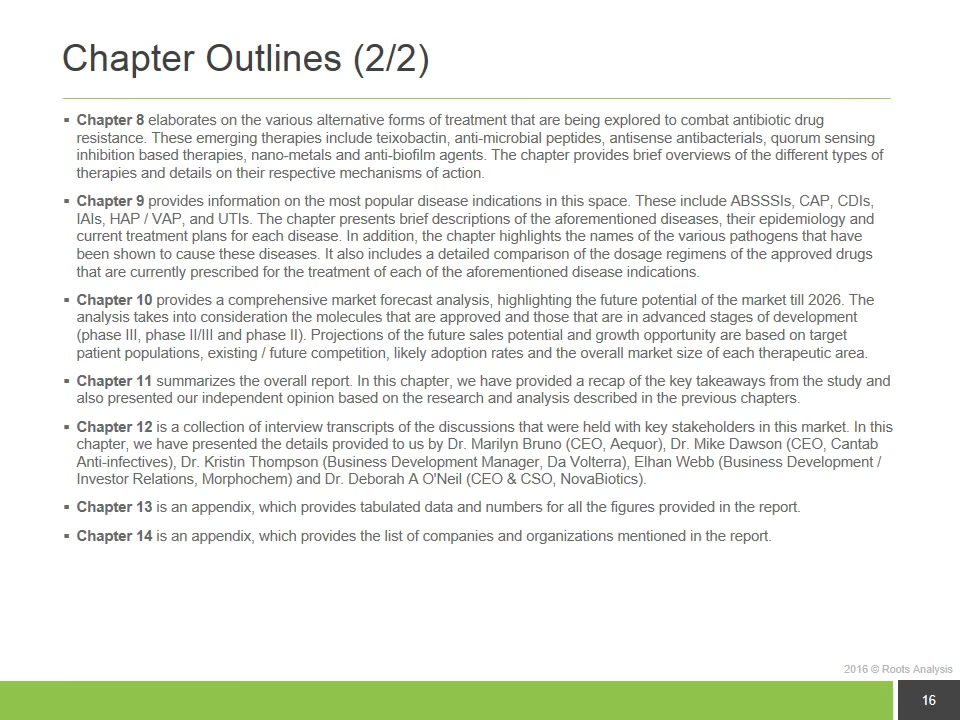 Chapter Outlines (2/2)
▪ Chapter 8 elaborates on the various alternative forms of treatment that are being explored to combat antibiotic drug
resistance. These emerging therapies include teixobactin, anti-microbial peptides, antisense antibacterials, quorum sensing
inhibition based therapies, nano-metals and anti-biofilm agents. The chapter provides brief overviews of the different types of
therapies and details on their respective mechanisms of action.
▪ Chapter 9 provides information on the most popular disease indications in this space. These include ABSSSIs, CAP, CDIs,
IAIs, HAP / VAP, and UTIs. The chapter presents brief descriptions of the aforementioned diseases, their epidemiology and
current treatment plans for each disease. In addition, the chapter highlights the names of the various pathogens that have
been shown to cause these diseases. It also includes a detailed comparison of the dosage regimens of the approved drugs
that are currently prescribed for the treatment of each of the aforementioned disease indications.
▪ Chapter 10 provides a comprehensive market forecast analysis, highlighting the future potential of the market till 2026. The
analysis takes into consideration the molecules that are approved and those that are in advanced stages of development
(phase III, phase II/III and phase II). Projections of the future sales potential and growth opportunity are based on target
patient populations, existing / future competition, likely adoption rates and the overall market size of each therapeutic area.
▪ Chapter 11 summarizes the overall report. In this chapter, we have provided a recap of the key takeaways from the study and
also presented our independent opinion based on the research and analysis described in the previous chapters.
▪ Chapter 12 is a collection of interview transcripts of the discussions that were held with key stakeholders in this market. In this
chapter, we have presented the details provided to us by Dr. Marilyn Bruno (CEO, Aequor), Dr. Mike Dawson (CEO, Cantab
Anti-infectives), Dr. Kristin Thompson (Business Development Manager, Da Volterra), Elhan Webb (Business Development /
Investor Relations, Morphochem) and Dr. Deborah A O'Neil (CEO & CSO, NovaBiotics).
▪ Chapter 13 is an appendix, which provides tabulated data and numbers for all the figures provided in the report.
▪ Chapter 14 is an appendix, which provides the list of companies and organizations mentioned in the report.
2016 © Roots Analysis
16